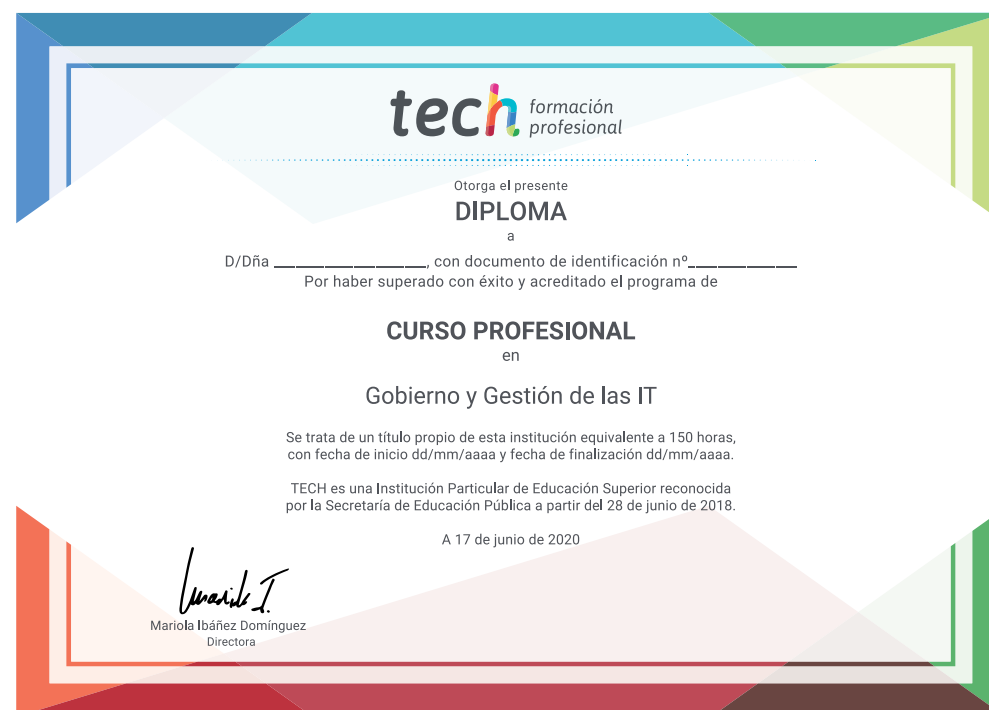 tech formación
profesional
Otorga el presente
DIPLOMA
a
D/Dña ____________________, con documento de identificación nº______________
Por haber superado con éxito y acreditado el programa de
CURSO PROFESIONAL
en
Gobierno y Gestión de las IT
Se trata de un título propio de esta institución equivalente a 150 horas,
con fecha de inicio dd/mm/aaaa y fecha de finalización dd/mm/aaaa.
TECH es una Institución Particular de Educación Superior reconocida
por la Secretaría de Educación Pública a partir del 28 de junio de 2018.
A 17 de junio de 2020
Mariola Ibáñez Domínguez
Directora